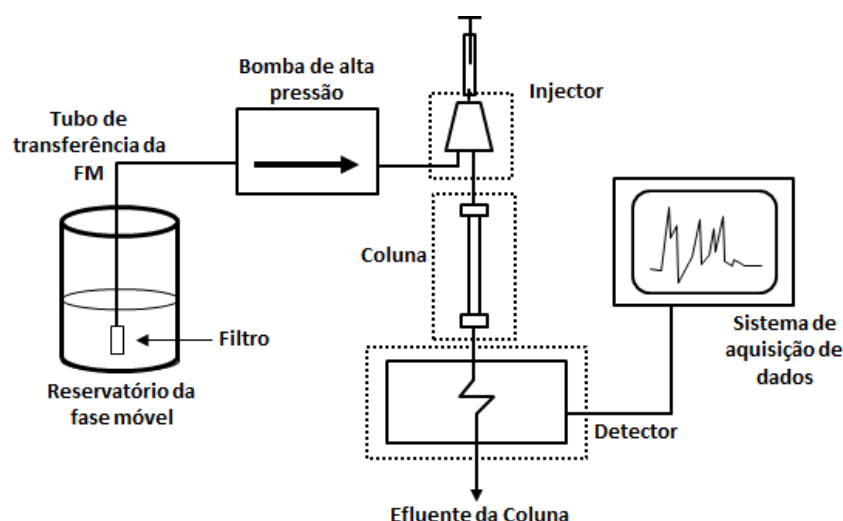 Bomba de alta
pressão
Injector
Tubo de
transferência da
FM
Coluna
Filtro
Reservatório da
fase móvel
Sistema de
aquisição de
dados
Detector
Efluente da Coluna